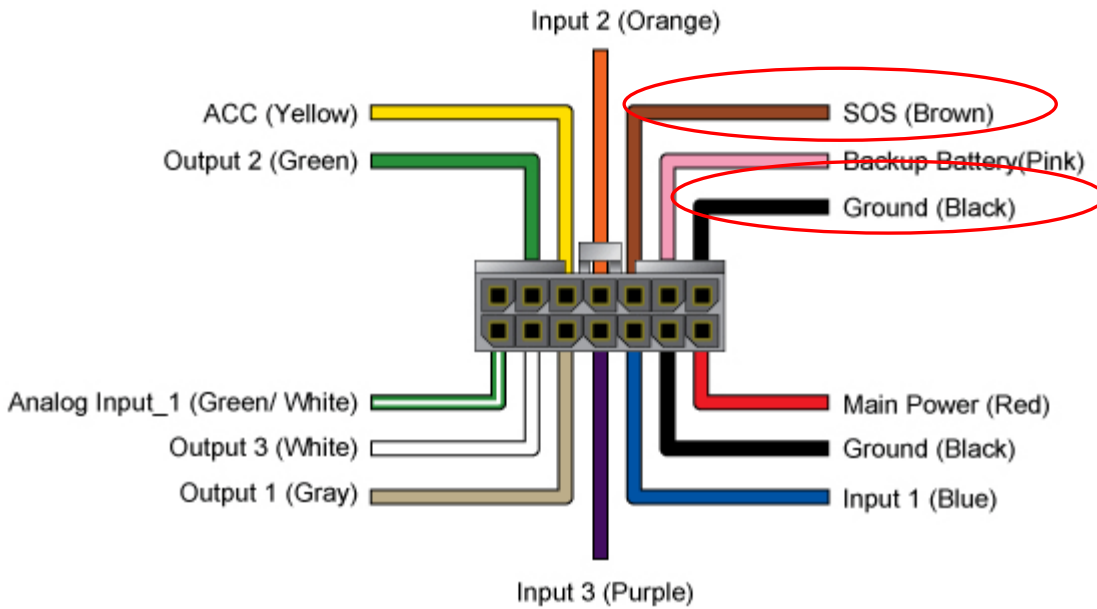 Input 2 (Orange)
ACC (Yellow)
SOS (Brown)
Output 2 (Green)
Backup Battery(Pink)
Ground (Black)
Analog Input_1 (Green/ White)
Main Power (Red)
Output 3 (White)
Ground (Black)
Output 1 (Gray)
Input 1 (Blue)
Input 3 (Purple)